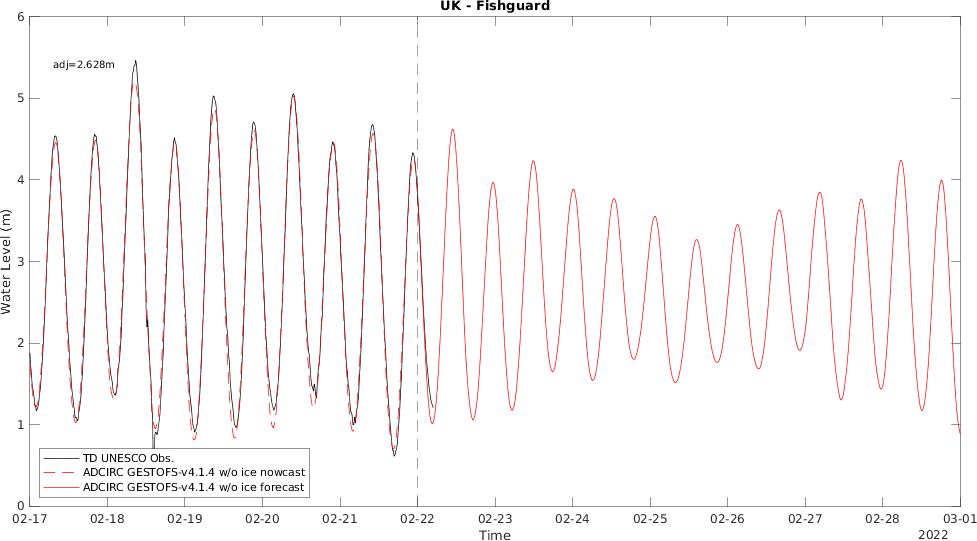 UK - Fishguard
adj=2.628m
Water Level (m)
6
5
4
3
2
1
0
TD UNESCO Obs.
ADCIRC GESTOFS-v4.1.4 w/o ice nowcast
ADCIRC GESTOFS-v4.1.4 w/o ice forecast
02-17 02-18 02-19 02-20 02-21 02-22 02-23 02-24 02-25 02-26 02-27 02-28 03-01
Time
2022